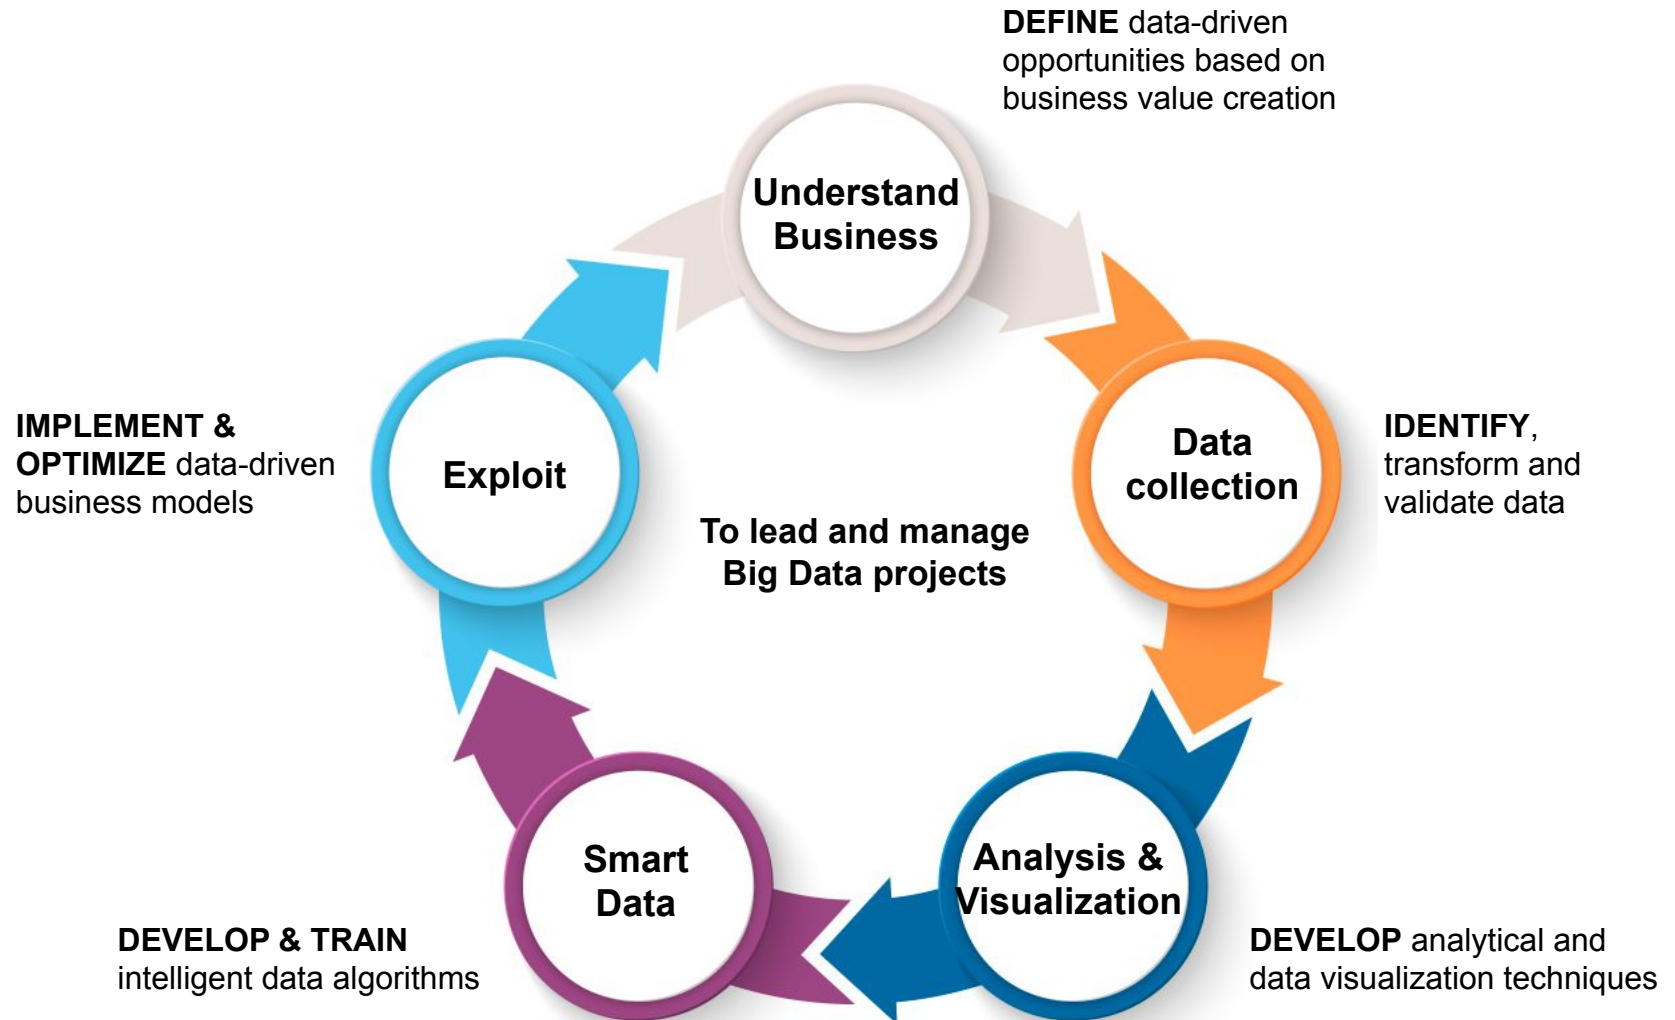 DEFINE data-driven
opportunities based on
business value creation
Understand
Business
Data
collection
IDENTIFY,
transform and
validate data
Analysis &
Visualization
DEVELOP analytical and
data visualization techniques
Smart
Data
DEVELOP & TRAIN
intelligent data algorithms
Exploit
IMPLEMENT &
OPTIMIZE data-driven
business models
To lead and manage
Big Data projects